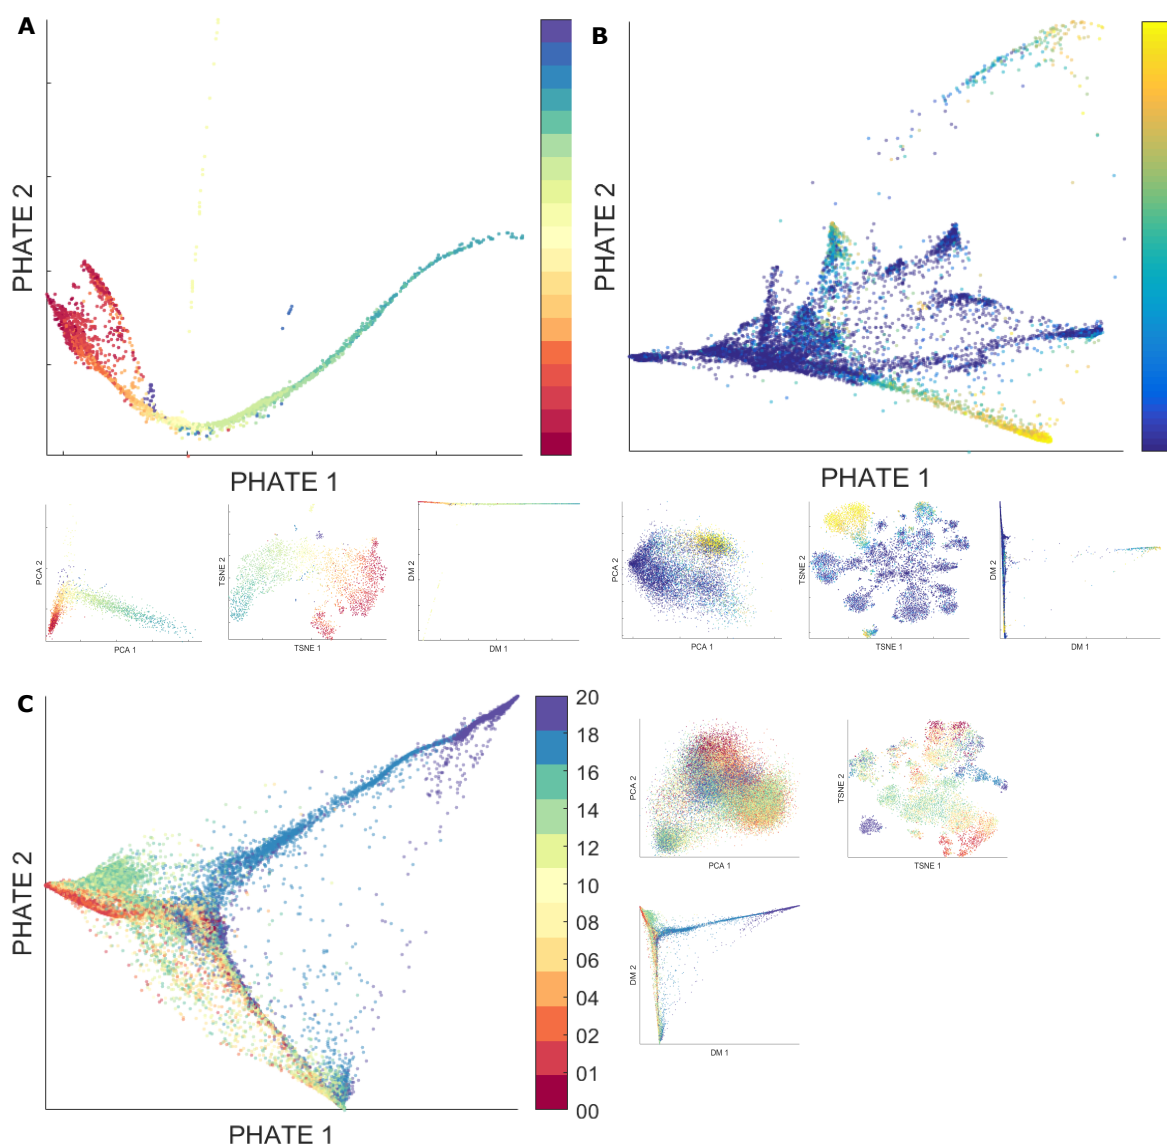 A
PHATE 2
PHATE 1
B
PHATE 2
PHATE 1
PCA 2
PCA 1
TSNE 2
TSNE 1
DM 2
DM 1
PCA 2
PCA 1
TSNE 2
TSNE 1
DM 2
DM 1
C
PHATE 2
PHATE 1
20
18
16
14
12
10
08
06
04
02
01
00
PCA 2
PCA 1
TSNE 2
TSNE 1
DM 2
DM 1